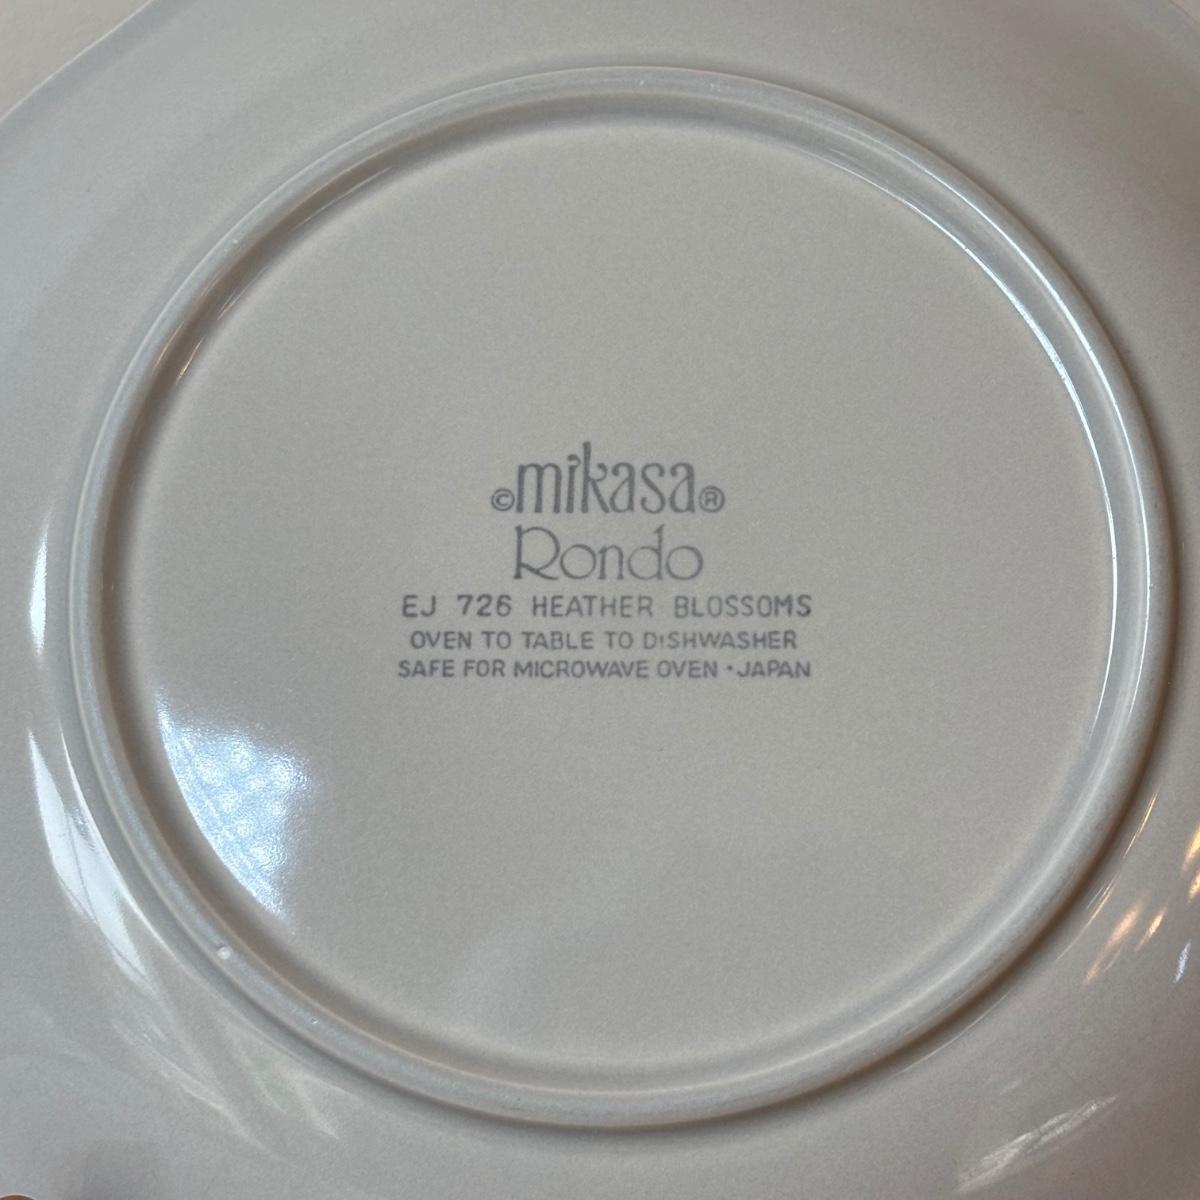 ©mikasa®
Rondo
EJ 726 HEATHER BLOSSOMS
OVEN TO TABLE TO DiSHWASHER
SAFE FOR MICROWAVE OVEN • JAPAN